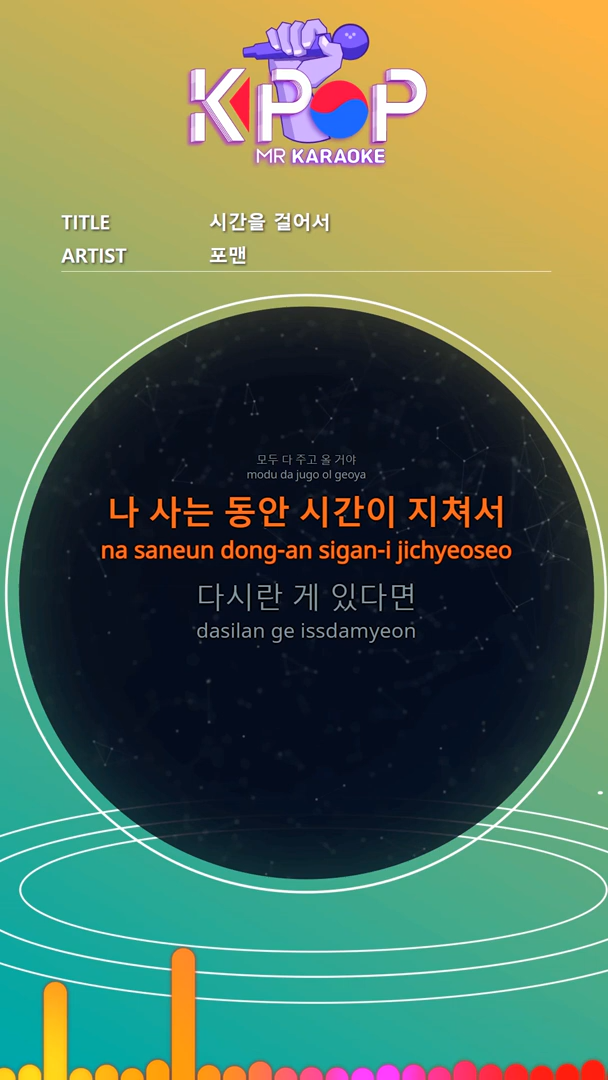 KPOP
MR KARAOKE
TITLE 시간을 걸어서
ARTIST 포맨
모두 다 주고 올 거야
modu da jugo ol geoya
나 사는 동안 시간이 지쳐서
na saneun dong-an sigan-i jichyeoseo
다시란 게 있다면
dasilan ge issdamyeon